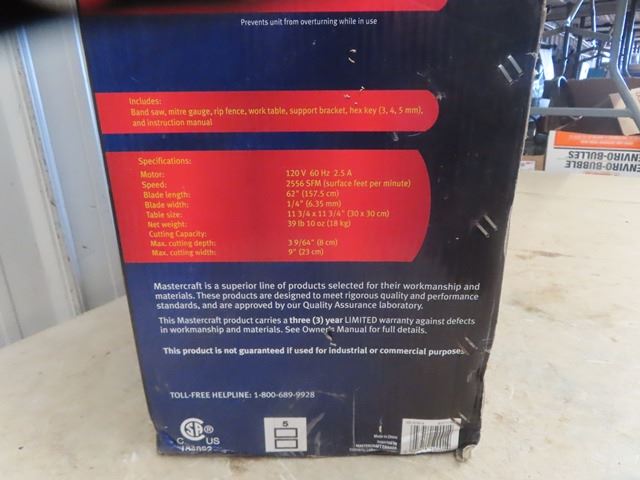 Prevents unit from overturning while in use
Includes:
Band saw, mitre gauge, rip fence, work table, support bracket, hex key (3, 4, 5 mm),
and instruction manual
Specifications:
Motor: 120 V 60 Hz 2.5 A
Speed: 2556 SFM (surface feet per minute)
Blade length: 62" (157.5 cm)
Blade width: 1/4" (6.35 mm)
Table size: 11 3/4 x 11 3/4" (30 x 30 cm)
Net weight: 39 lb 10 oz (18 kg)
Cutting Capacity:
Max. cutting depth: 3 9/64" (8 cm)
Max. cutting width: 9" (23 cm)
Mastercraft is a superior line of products selected for their workmanship and
materials. These products are designed to meet rigorous quality and performance
standards, and are approved by our Quality Assurance laboratory.
This Mastercraft product carries a three (3) year LIMITED warranty against defects
in workmanship and materials. See Owner's Manual for full details.
This product is not guaranteed if used for industrial or commercial purposes.
TOLL-FREE HELPLINE: 1-800-689-9928
C US
5
Made in China
Imported by
MASTERCRAFT CANADA
ENVIRO-BUBBLE
ENVIRO-BULLES